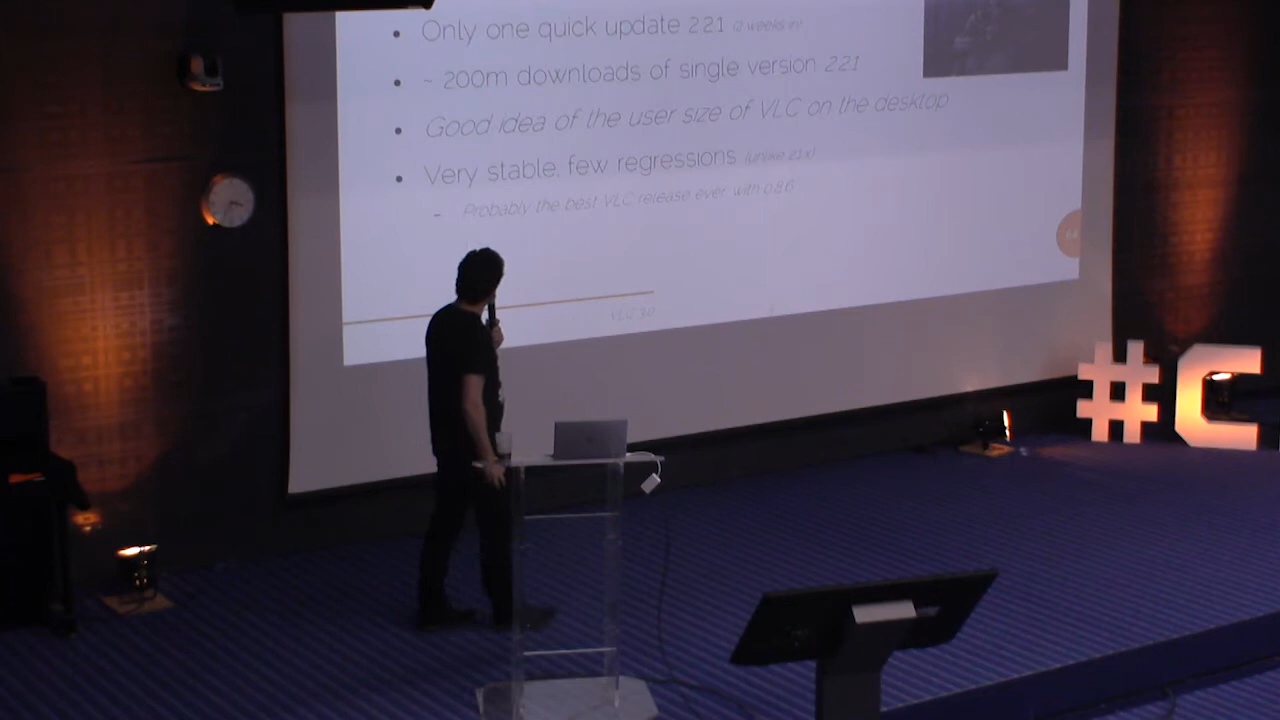 • Only one quick update 2.2.1 (2 weeks in)
• ~ 200m downloads of single version 2.2.1
• Good idea of the user size of VLC on the desktop
• Very stable, few regressions (unlike 2.1.x)
– Probably the best VLC release ever with 0.8.6
64
VLC 3.0
#C